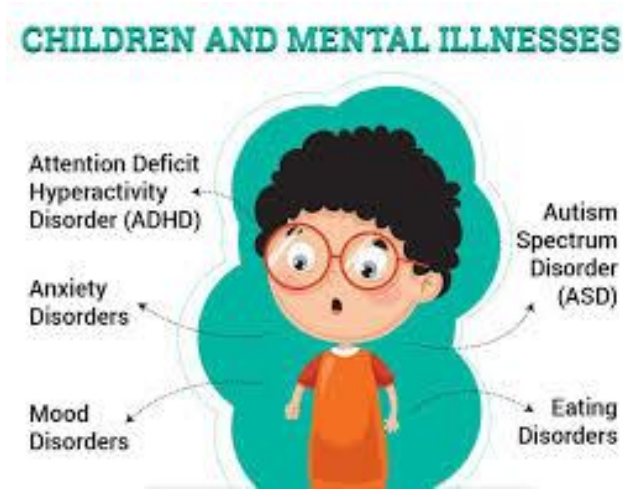 CHILDREN AND MENTAL ILLNESSES
Attention Deficit
Hyperactivity
Disorder (ADHD)
Anxiety
Disorders
Mood
Disorders
Autism
Spectrum
Disorder
(ASD)
Eating
Disorders